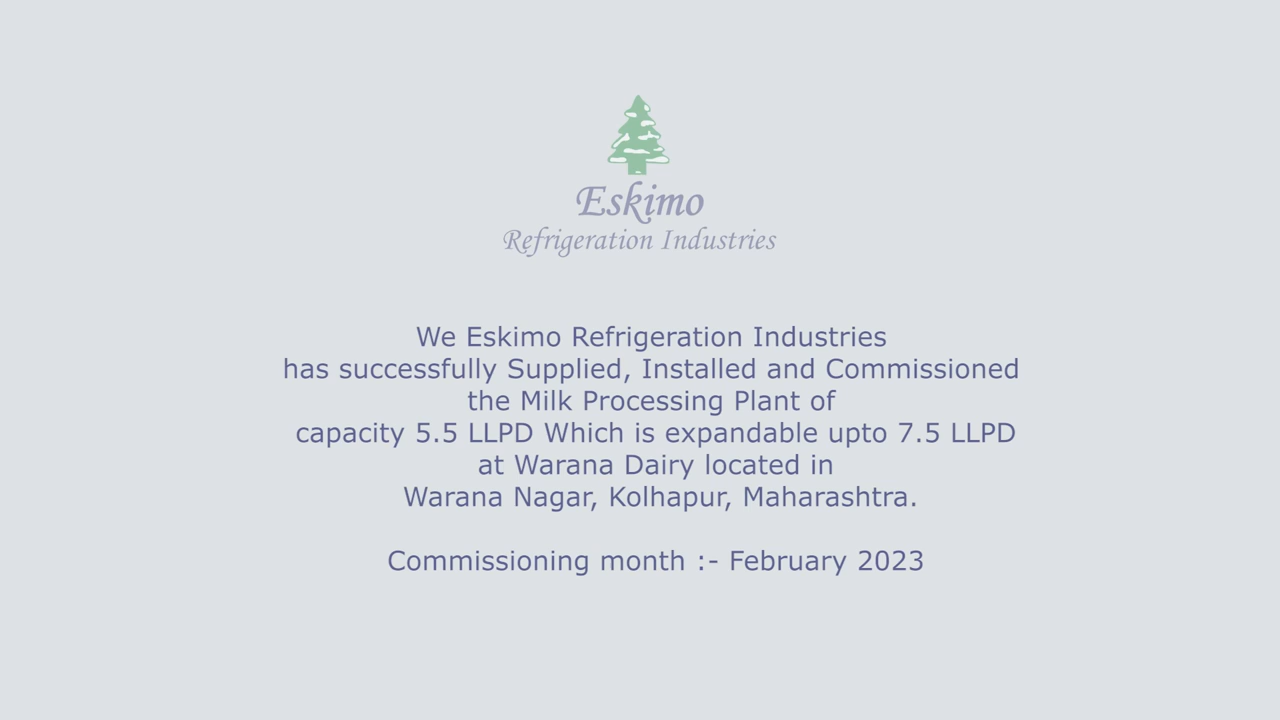 Eskimo
Refrigeration Industries
We Eskimo Refrigeration Industries
has successfully Supplied, Installed and Commissioned
the Milk Processing Plant of
capacity 5.5 LLPD Which is expandable upto 7.5 LLPD
at Warana Dairy located in
Warana Nagar, Kolhapur, Maharashtra.
Commissioning month :- February 2023